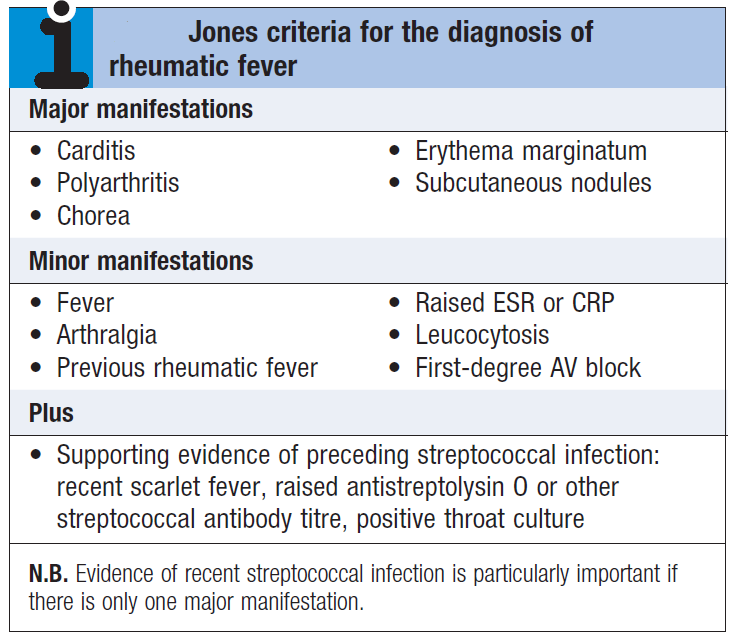 Jones criteria for the diagnosis of
rheumatic fever
Major manifestations
• Carditis
• Polyarthritis
• Chorea
• Erythema marginatum
• Subcutaneous nodules
Minor manifestations
• Fever
• Arthralgia
• Previous rheumatic fever
• Raised ESR or CRP
• Leucocytosis
• First-degree AV block
Plus
• Supporting evidence of preceding streptococcal infection:
recent scarlet fever, raised antistreptolysin O or other
streptococcal antibody titre, positive throat culture
N.B. Evidence of recent streptococcal infection is particularly important if
there is only one major manifestation.